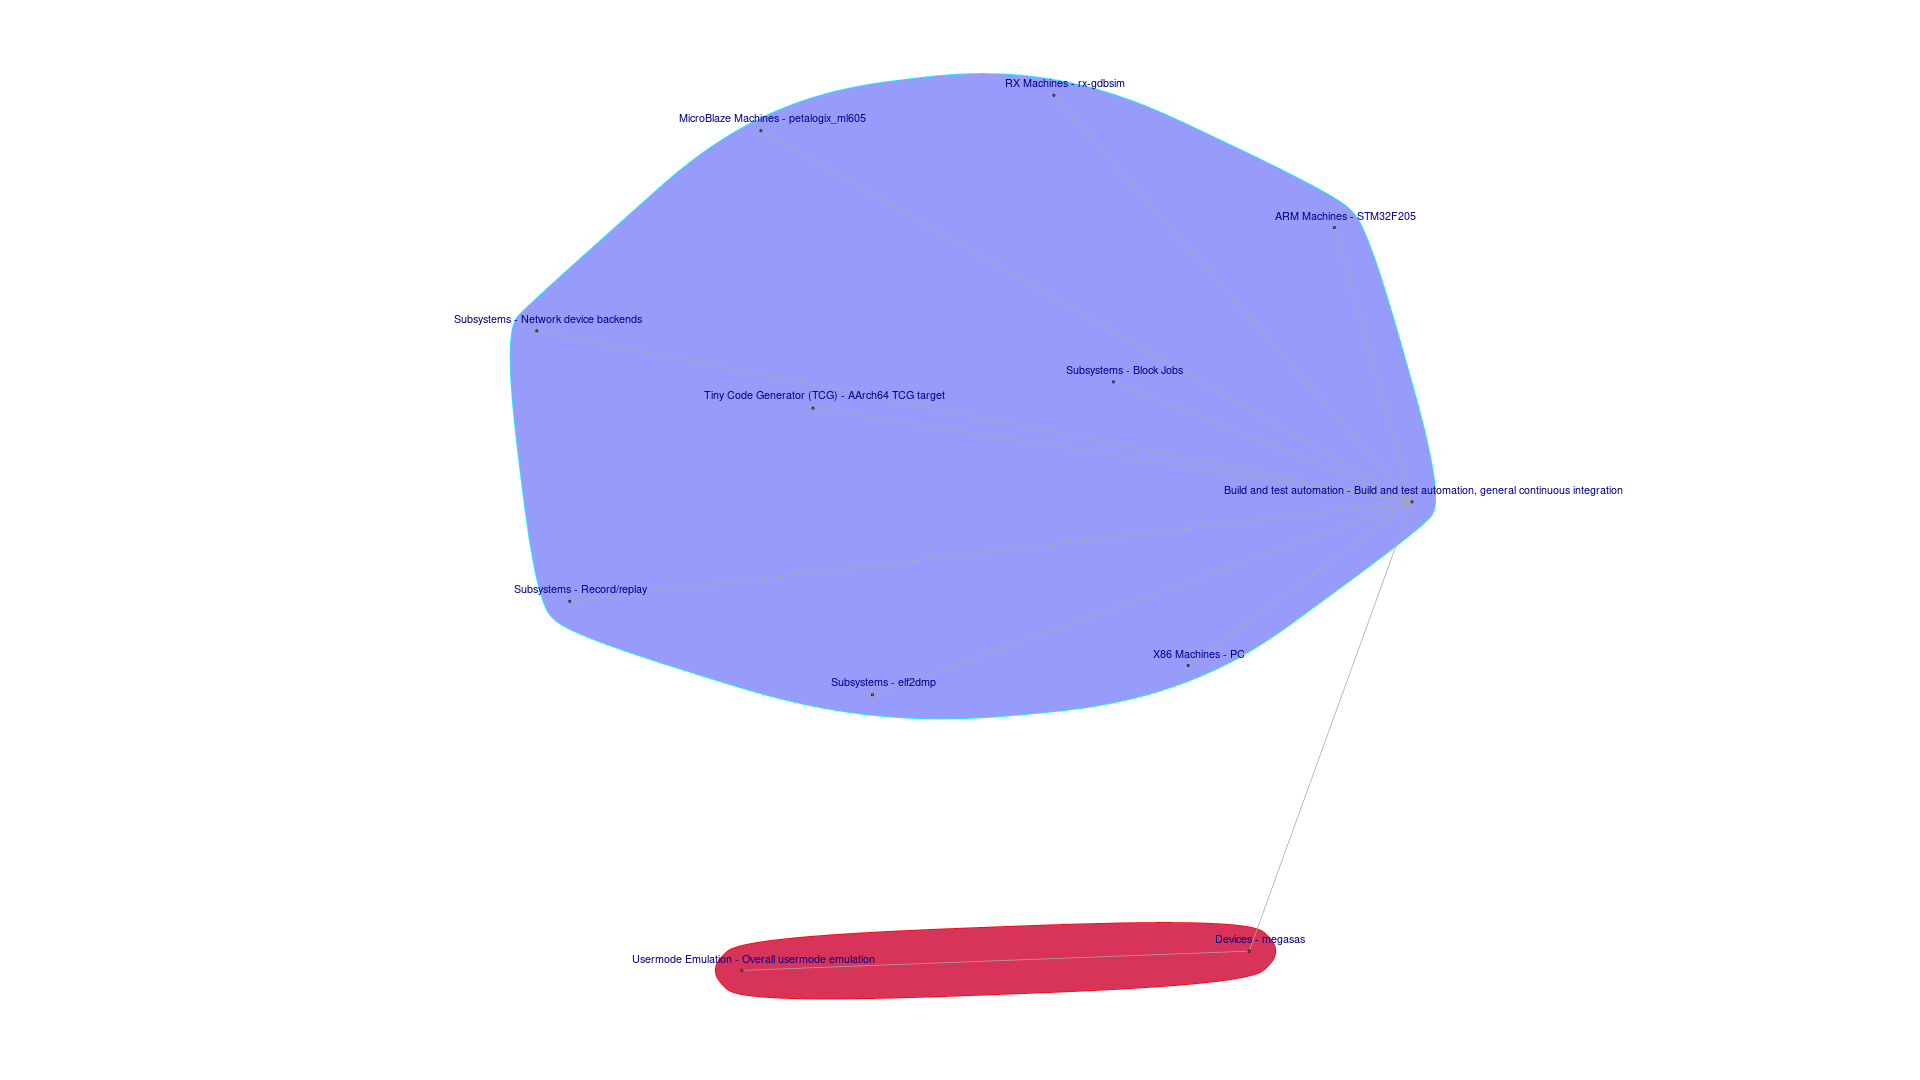 RX Machines - rx-gdbsim
MicroBlaze Machines - petalogix_ml605
ARM Machines - STM32F205
Subsystems - Network device backends
Subsystems - Block Jobs
Tiny Code Generator (TCG) - AArch64 TCG target
Build and test automation - Build and test automation, general continuous integration
Subsystems - Record/replay
X86 Machines - PC
Subsystems - elf2dmp
Devices - megasas
Usermode Emulation - Overall usermode emulation